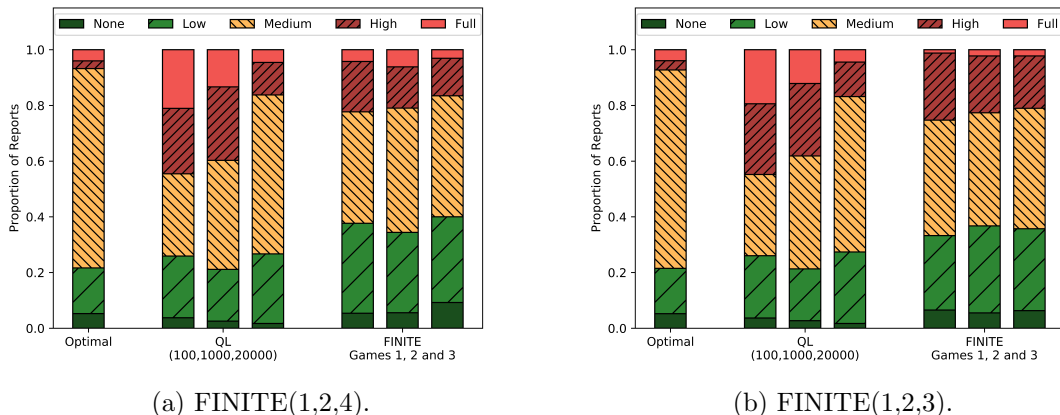 None Low Medium High Full
Proportion of Reports
1.0
0.8
0.6
0.4
0.2
0.0
Optimal
QL
(100,1000,20000)
FINITE
Games 1, 2 and 3
(a) FINITE(1,2,4).
None Low Medium High Full
Proportion of Reports
1.0
0.8
0.6
0.4
0.2
0.0
Optimal
QL
(100,1000,20000)
FINITE
Games 1, 2 and 3
(b) FINITE(1,2,3).